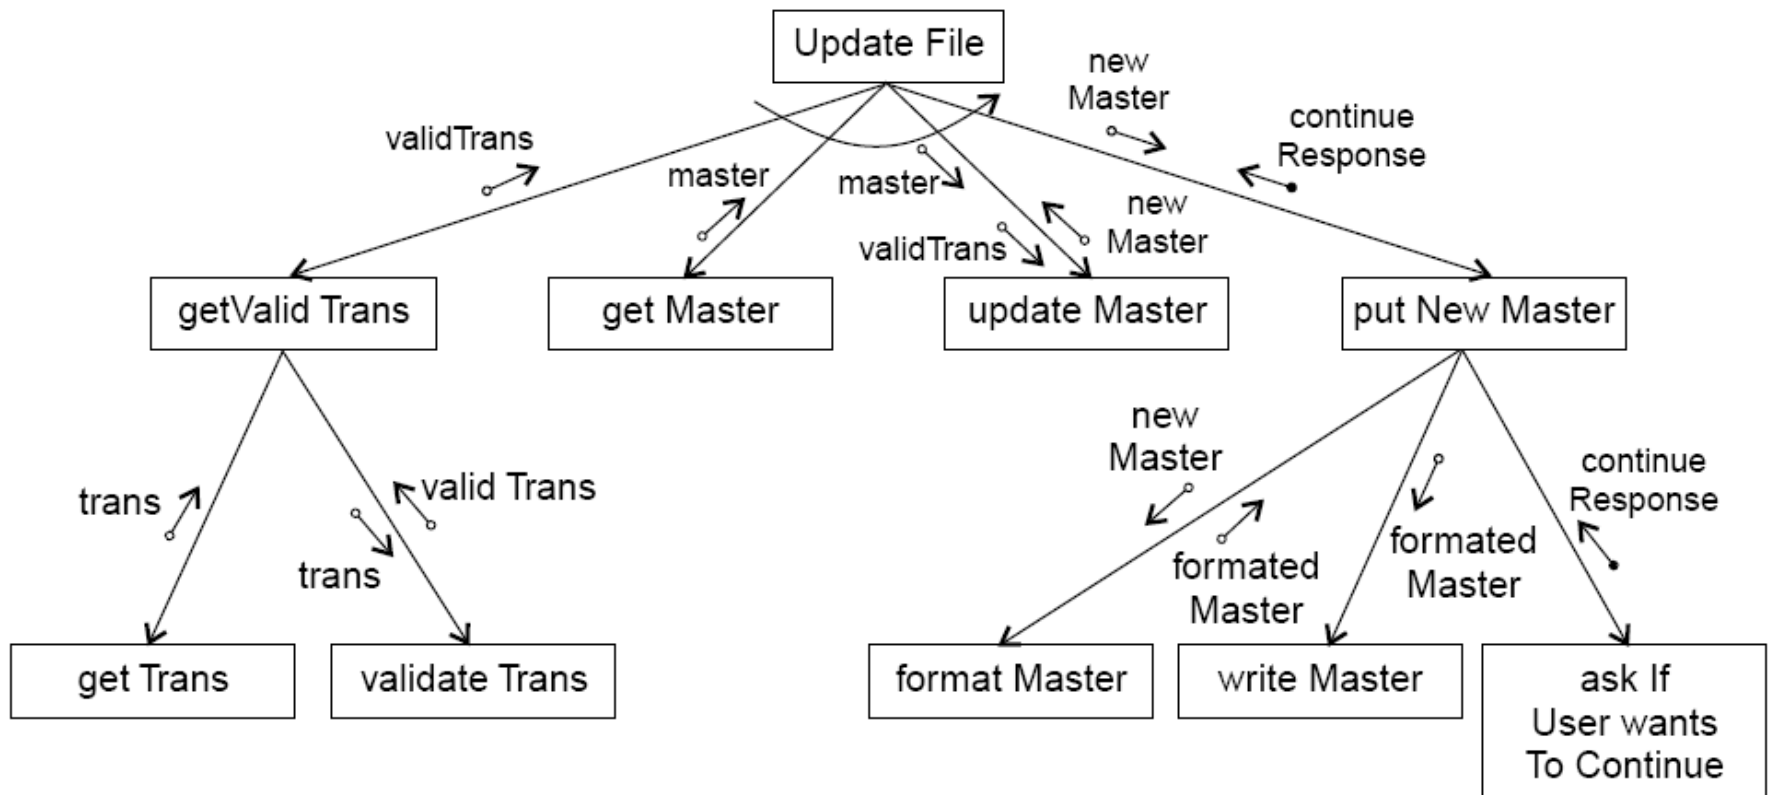 Update File
new
Master
continue
Response
validTrans
master
master
new
Master
validTrans
getValid Trans
get Master
update Master
put New Master
new
Master
trans
valid Trans
trans
continue
Response
formated
Master
formated
Master
get Trans
validate Trans
format Master
write Master
ask If
User wants
To Continue